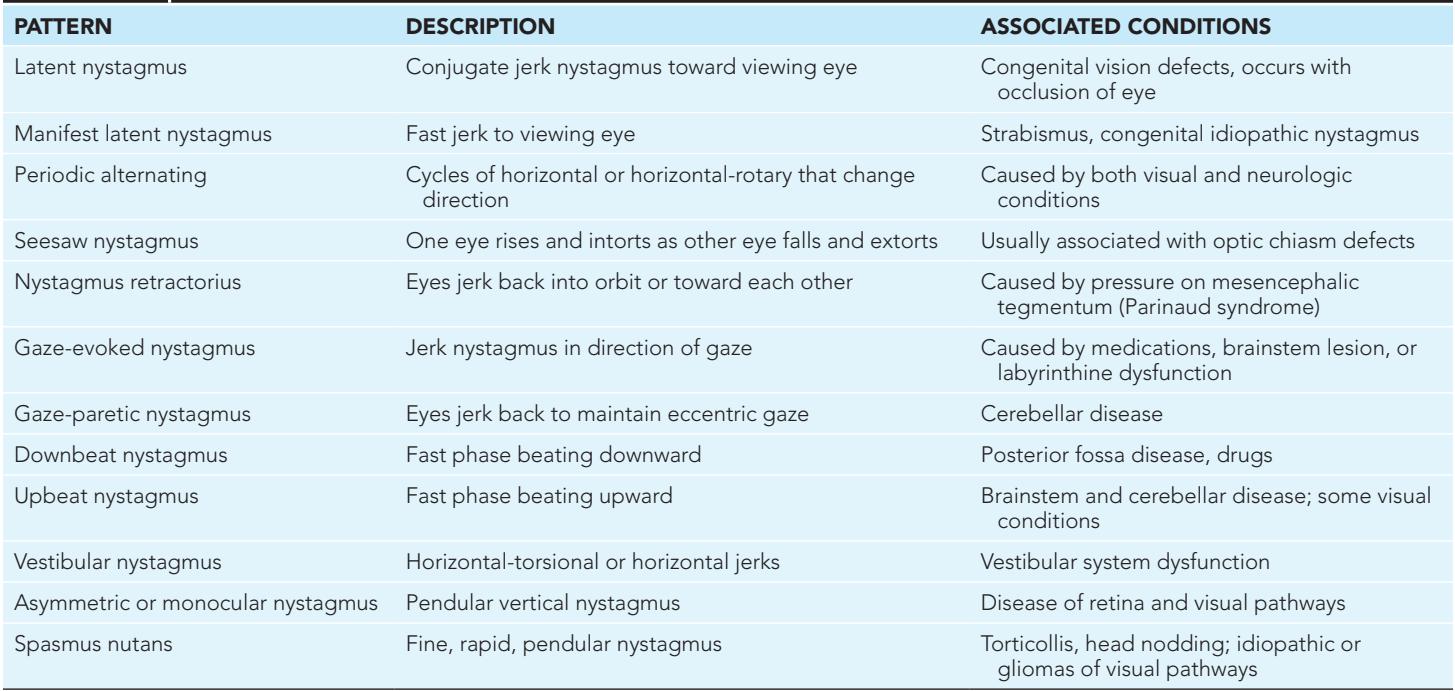 PATTERN DESCRIPTION ASSOCIATED CONDITIONS
Latent nystagmus Conjugate jerk nystagmus toward viewing eye Congenital vision defects, occurs with
occlusion of eye
Manifest latent nystagmus Fast jerk to viewing eye Strabismus, congenital idiopathic nystagmus
Periodic alternating Cycles of horizontal or horizontal-rotary that change Caused by both visual and neurologic
direction conditions
Seesaw nystagmus One eye rises and intorts as other eye falls and extorts Usually associated with optic chiasm defects
Nystagmus retractorius Eyes jerk back into orbit or toward each other Caused by pressure on mesencephalic
tegmentum (Parinaud syndrome)
Gaze-evoked nystagmus Jerk nystagmus in direction of gaze Caused by medications, brainstem lesion, or
labyrinthine dysfunction
Gaze-paretic nystagmus Eyes jerk back to maintain eccentric gaze Cerebellar disease
Downbeat nystagmus Fast phase beating downward Posterior fossa disease, drugs
Upbeat nystagmus Fast phase beating upward Brainstem and cerebellar disease; some visual
conditions
Vestibular nystagmus Horizontal-torsional or horizontal jerks Vestibular system dysfunction
Asymmetric or monocular nystagmus Pendular vertical nystagmus Disease of retina and visual pathways
Spasmus nutans Fine, rapid, pendular nystagmus Torticollis, head nodding; idiopathic or
gliomas of visual pathways